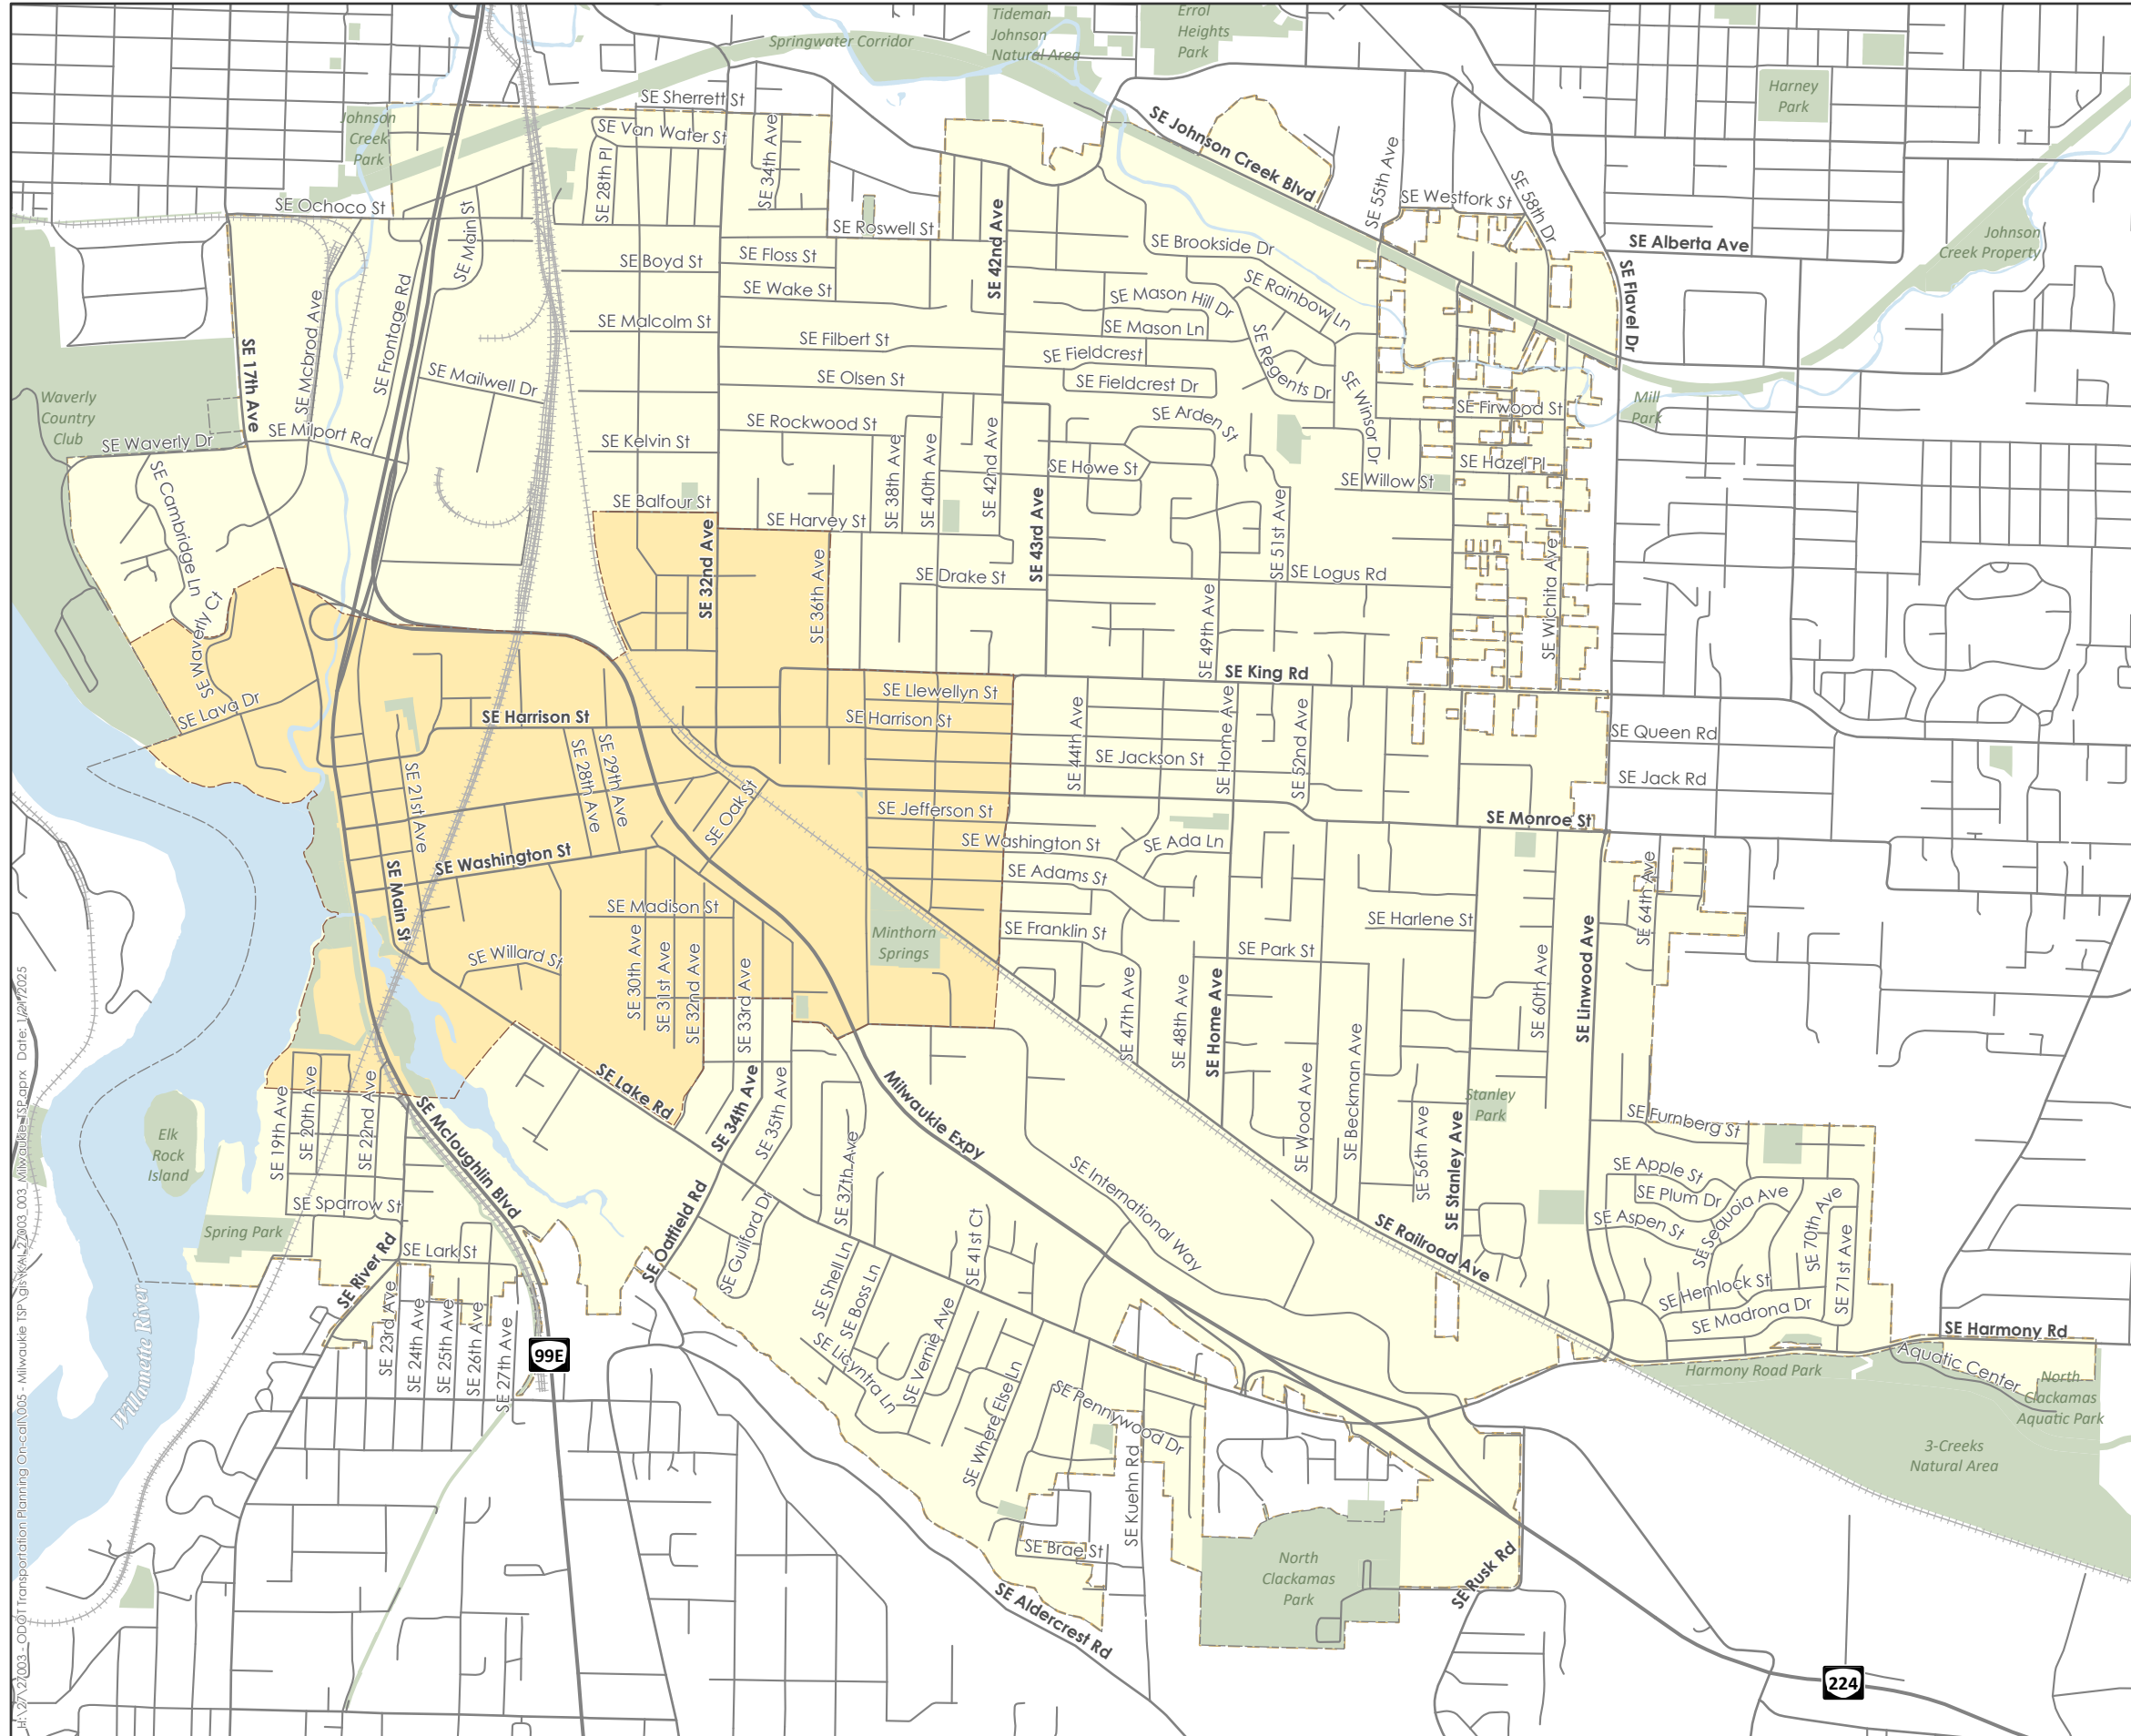 Springwater Corridor
Tideman
Johnson
Natural Area
Errol
Heights
Park
Harney
Park
Johnson
Creek
Park
SE Sherrett St
SE Van Water St
SE 28th Pl
SE 34th Ave
SE Johnson Creek Blvd
SE 55th Ave
SE Westfork St
SE 58th Dr
SE Ochoco St
SE Main St
SE Roswell St
SE 42nd Ave
SE Brookside Dr
SE Alberta Ave
Johnson
Creek Property
SE Boyd St
SE Floss St
SE Wake St
SE Malcolm St
SE Filbert St
SE Mason Hill Dr
SE Rainbow Ln
SE Mason Ln
SE Flavel Dr
SE 17th Ave
SE Mcbrod Ave
SE Frontage Rd
SE Mailwell Dr
SE Olsen St
SE Fieldcrest
SE Fieldcrest Dr
SE Regents Dr
SE Winsor Dr
Waverly
Country
Club
SE Waverly Dr
SE Milport Rd
SE Rockwood St
SE Kelvin St
SE 38th Ave
SE 40th Ave
SE 42nd Ave
SE Arden St
SE Howe St
SE Firwood St
Mill
Park
SE Hazel Pl
SE Willow St
SE Cambridge Ln
SE Balfour St
SE Harvey St
SE 32nd Ave
SE 36th Ave
SE Drake St
SE 43rd Ave
SE 51st Ave
SE Logus Rd
SE 49th Ave
SE Wichita Ave
SE Waverly Ct
SE Lava Dr
SE King Rd
SE Llewellyn St
SE Harrison St
SE Harrison St
SE 44th Ave
SE Jackson St
SE Home Ave
SE 52nd Ave
SE Queen Rd
SE Jack Rd
SE 21st Ave
SE 28th Ave
SE 29th Ave
SE Oak St
SE Jefferson St
SE Monroe St
SE Washington St
SE Washington St
SE Ada Ln
SE Adams St
SE Main St
SE Madison St
SE Willard St
SE 30th Ave
SE 31st Ave
SE 32nd Ave
SE 33rd Ave
Minthorn
Springs
SE Franklin St
SE Park St
SE Harlene St
SE 64th Ave
SE Linwood Ave
SE 60th Ave
SE 47th Ave
SE 48th Ave
SE Home Ave
SE Wood Ave
SE Beckman Ave
SE 56th Ave
SE Stanley Ave
Stanley
Park
SE Lake Rd
SE 34th Ave
SE 35th Ave
SE 37th Ave
Milwaukie Expy
SE International Way
SE Railroad Ave
SE Furnberg St
SE Apple St
SE Plum Dr
SE Aspen St
SE Sequoia Ave
SE 70th Ave
SE 71st Ave
SE Hemlock St
SE Madrona Dr
Elk
Rock
Island
SE 19th Ave
SE 20th Ave
SE 22nd Ave
SE Mcloughlin Blvd
SE Sparrow St
Spring Park
SE Lark St
SE River Rd
SE 23rd Ave
SE 24th Ave
SE 25th Ave
SE 26th Ave
SE 27th Ave
99E
SE Oatfield Rd
SE Guilford Dr
SE Shell Ln
SE Boss Ln
SE 41st Ct
SE Licyntra Ln
SE Vernie Ave
SE Where Else Ln
SE Pennywood Dr
SE Kuehn Rd
SE Brae St
SE Aldercrest Rd
North
Clackamas
Park
SE Rusk Rd
SE Harmony Rd
Harmony Road Park
Aquatic Center
North
Clackamas
Aquatic Park
3-Creeks
Natural Area
224
Willamette River
H:\27\27003 - ODOT Transportation Planning On-call\005 - Milwaukie TSP\gis\KAI_27003_003_Milwaukie_TSP.aprx Date: 1/21/2025